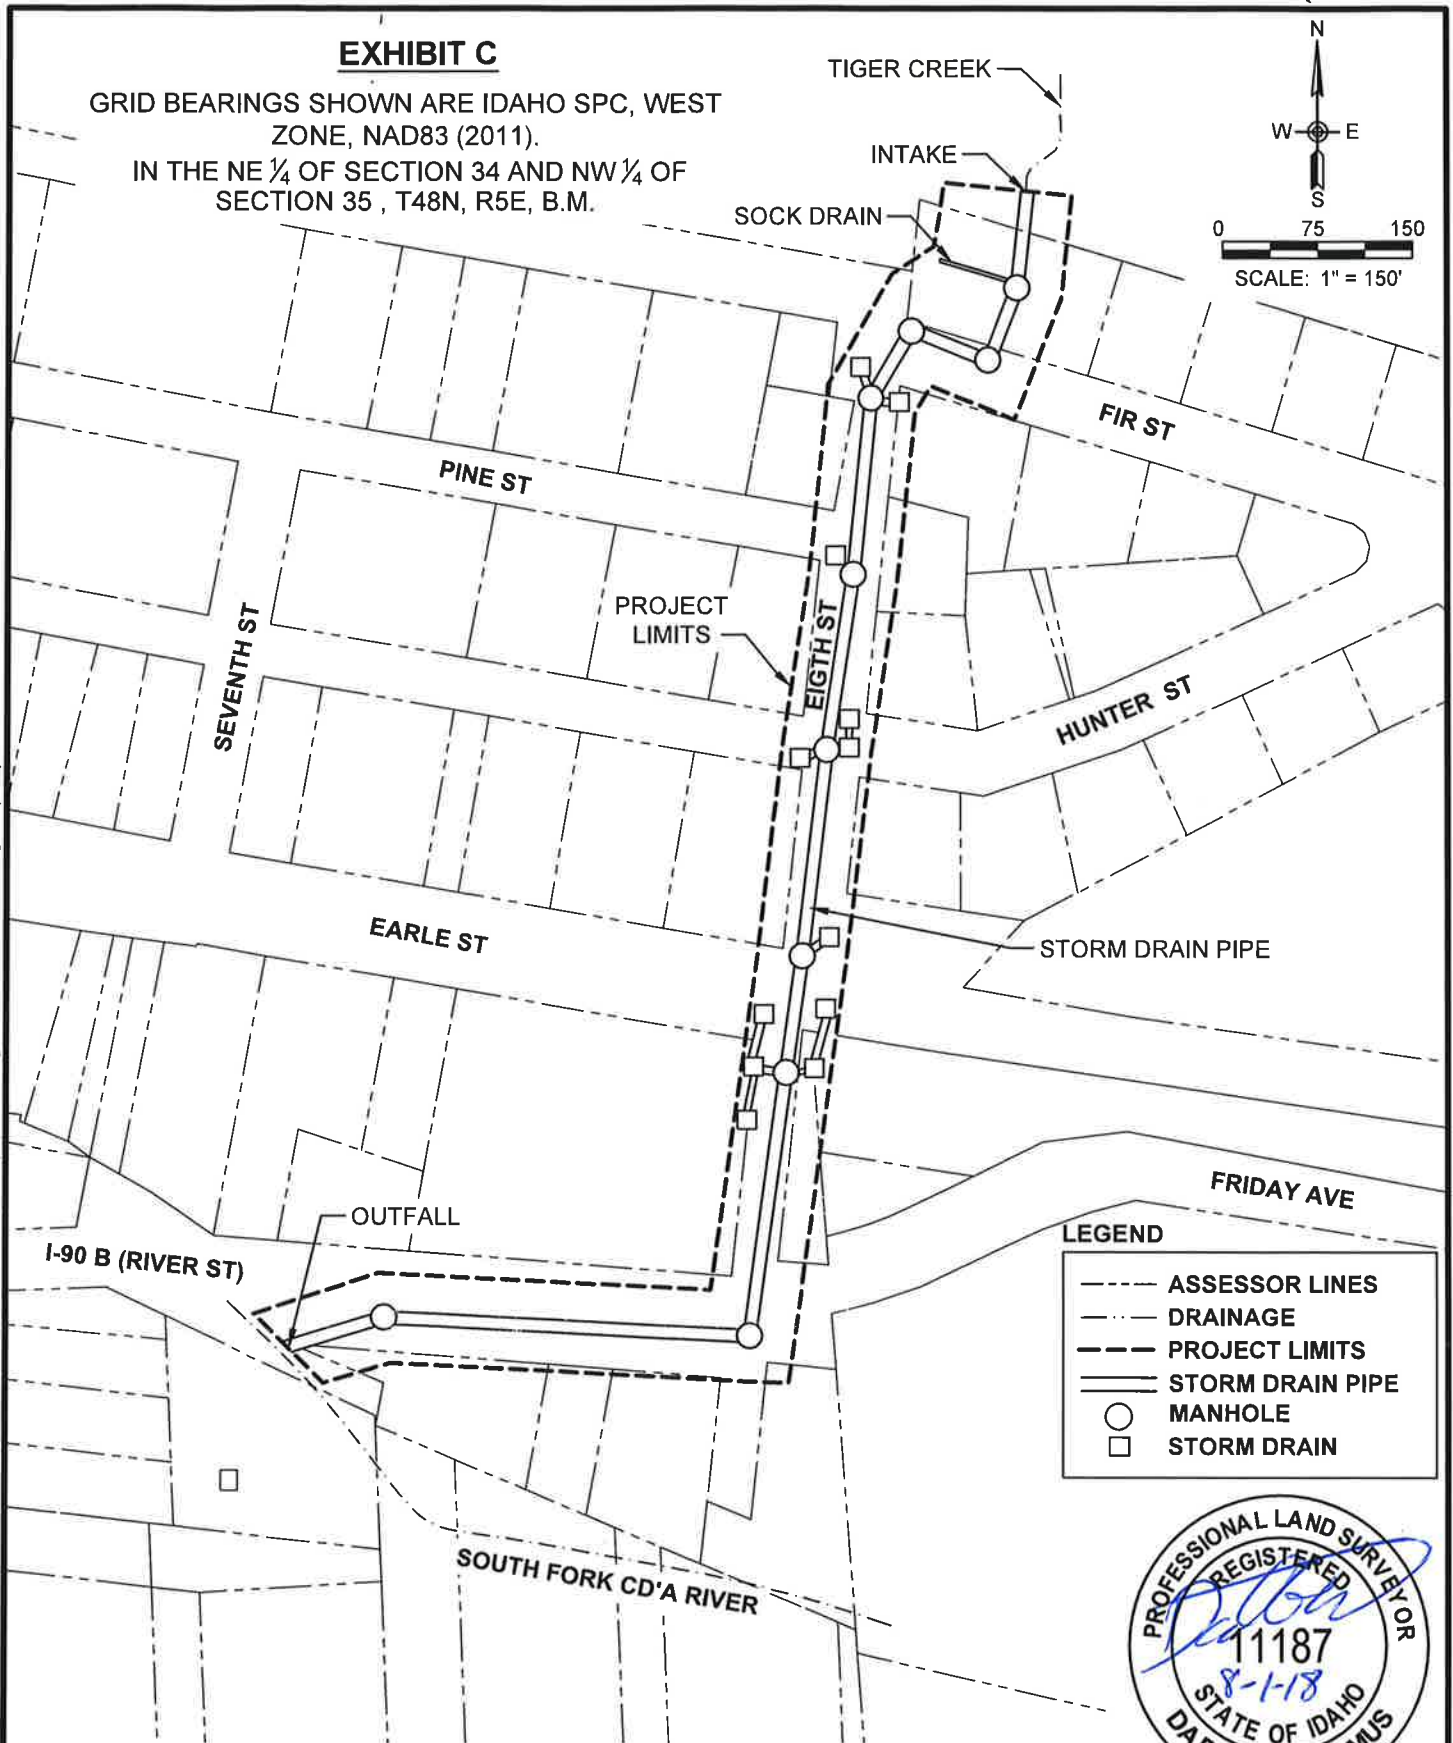 EXHIBIT C
GRID BEARINGS SHOWN ARE IDAHO SPC, WEST
ZONE, NAD83 (2011).
IN THE NE ¼ OF SECTION 34 AND NW ¼ OF
SECTION 35 , T48N, R5E, B.M.
TIGER CREEK
INTAKE
SOCK DRAIN
N
W E
S
0 75 150
SCALE: 1" = 150'
FIR ST
PINE ST
PROJECT
LIMITS
EIGTH ST
SEVENTH ST
HUNTER ST
EARLE ST
STORM DRAIN PIPE
FRIDAY AVE
OUTFALL
I-90 B (RIVER ST)
LEGEND
ASSESSOR LINES
DRAINAGE
PROJECT LIMITS
STORM DRAIN PIPE
MANHOLE
STORM DRAIN
SOUTH FORK CD'A RIVER
PROFESSIONAL LAND SURVEYOR
REGISTERED
11187
8-1-18
STATE OF IDAHO